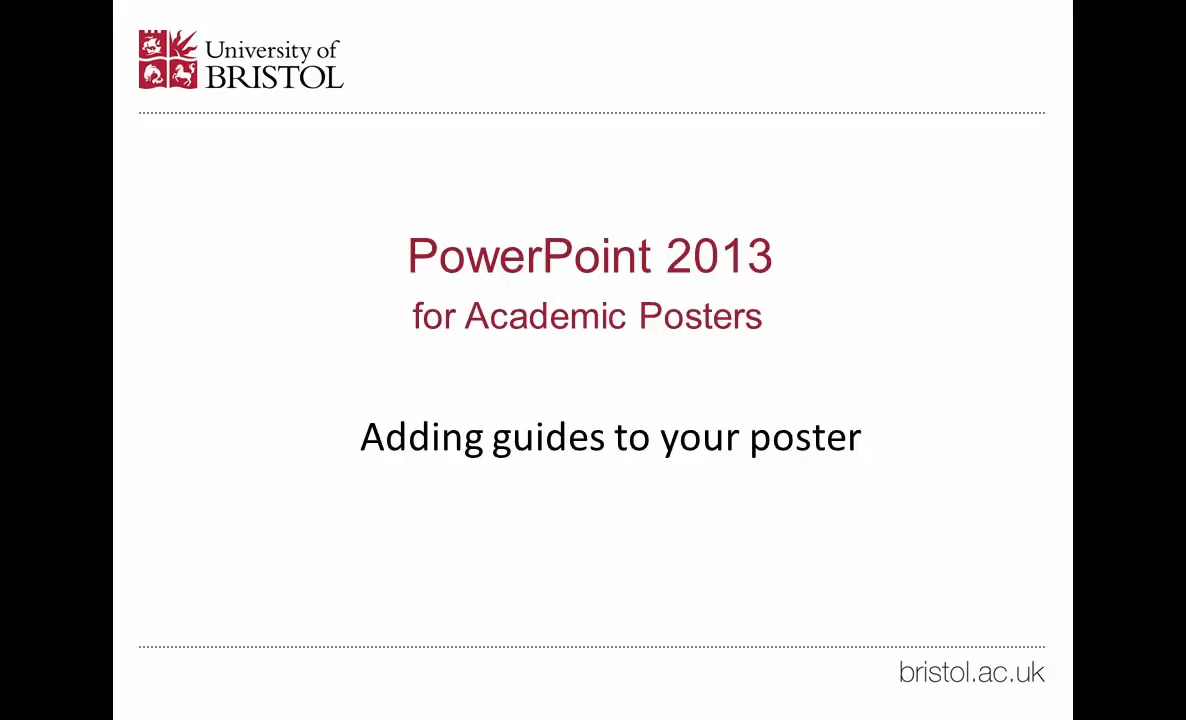 University of
BRISTOL
PowerPoint 2013
for Academic Posters
Adding guides to your poster
bristol.ac.uk